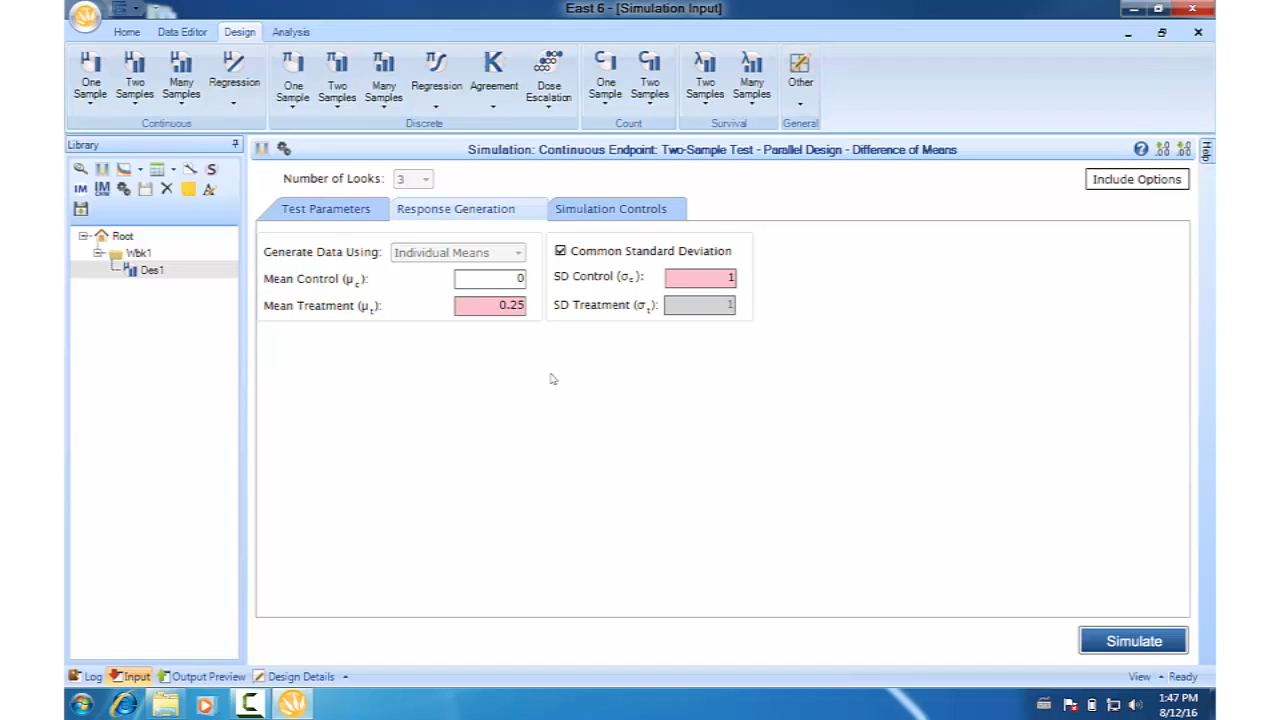 East 6 - [Simulation Input]
Home Data Editor Design Analysis
One Sample
Two Samples
Many Samples
Regression
One Sample
Two Samples
Many Samples
Regression
Agreement
Dose Escalation
One Sample
Two Samples
Two Samples
Many Samples
Other
Continuous Discrete Count Survival General
Library
Simulation: Continuous Endpoint: Two-Sample Test - Parallel Design - Difference of Means
Help
Number of Looks: 3
Include Options
IM IM S
Test Parameters Response Generation Simulation Controls
Root
Wbk1
Des1
Generate Data Using: Individual Means
Common Standard Deviation
Mean Control (μc): 0
SD Control (σc): 1
Mean Treatment (μt): 0.25
SD Treatment (σt): 1
Simulate
Log Input Output Preview Design Details
View Ready
1:47 PM
8/12/16